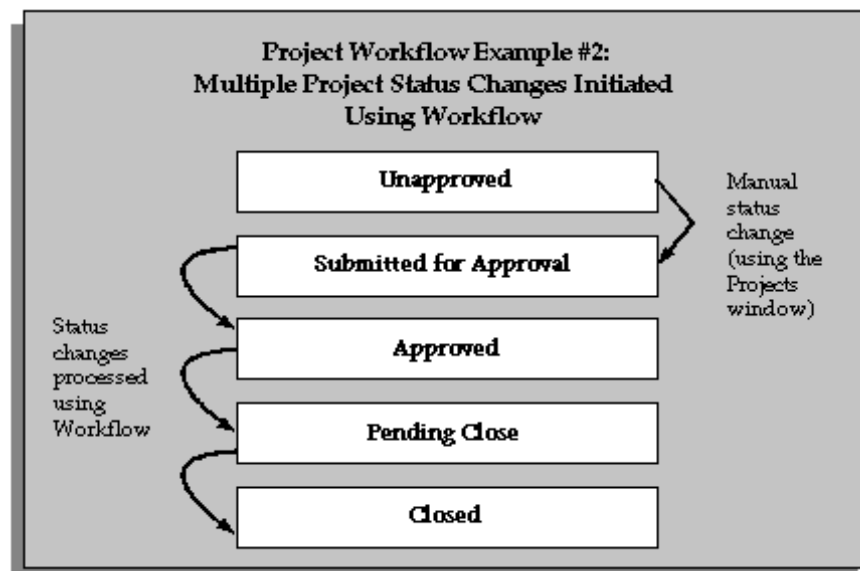 Project Workflow Example #2:
Multiple Project Status Changes Initiated
Using Workflow
Unapproved
Manual
status
change
(using the
Projects
window)
Submitted for Approval
Status
changes
processed
using
Workflow
Approved
Pending Close
Closed